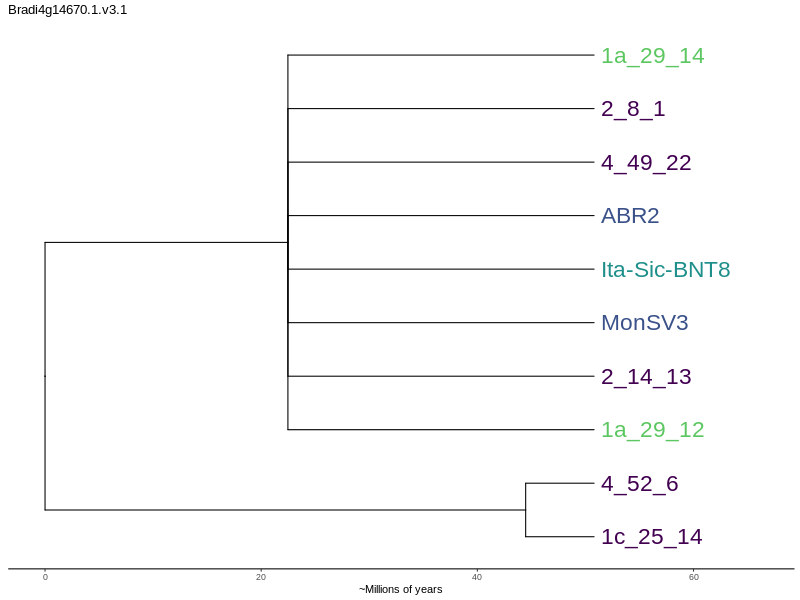 Bradi4g14670.1.v3.1
1a_29_14
2_8_1
4_49_22
ABR2
Ita-Sic-BNT8
MonSV3
2_14_13
1a_29_12
4_52_6
1c_25_14
0 20 40 60
~Millions of years